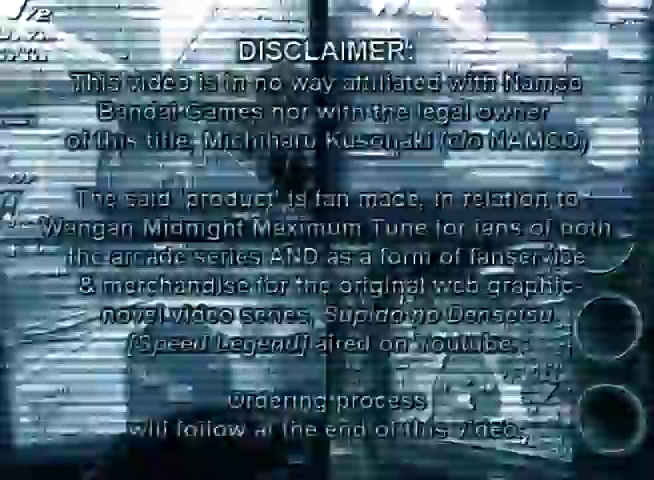 DISCLAIMER:
This video is in no way affiliated with Namco
Bandai Games nor with the legal owner
of this title, Michiharu Kusunaki (c/o NAMCO)
The said 'product' is fan made, in relation to
Wangan Midnight Maximum Tune for fans of both
the arcade series AND as a form of fanservice
& merchandise for the original web graphic-
novel video series, Supido no Densetsu
[Speed Legend] aired on Youtube.
Ordering process
will follow at the end of this video.